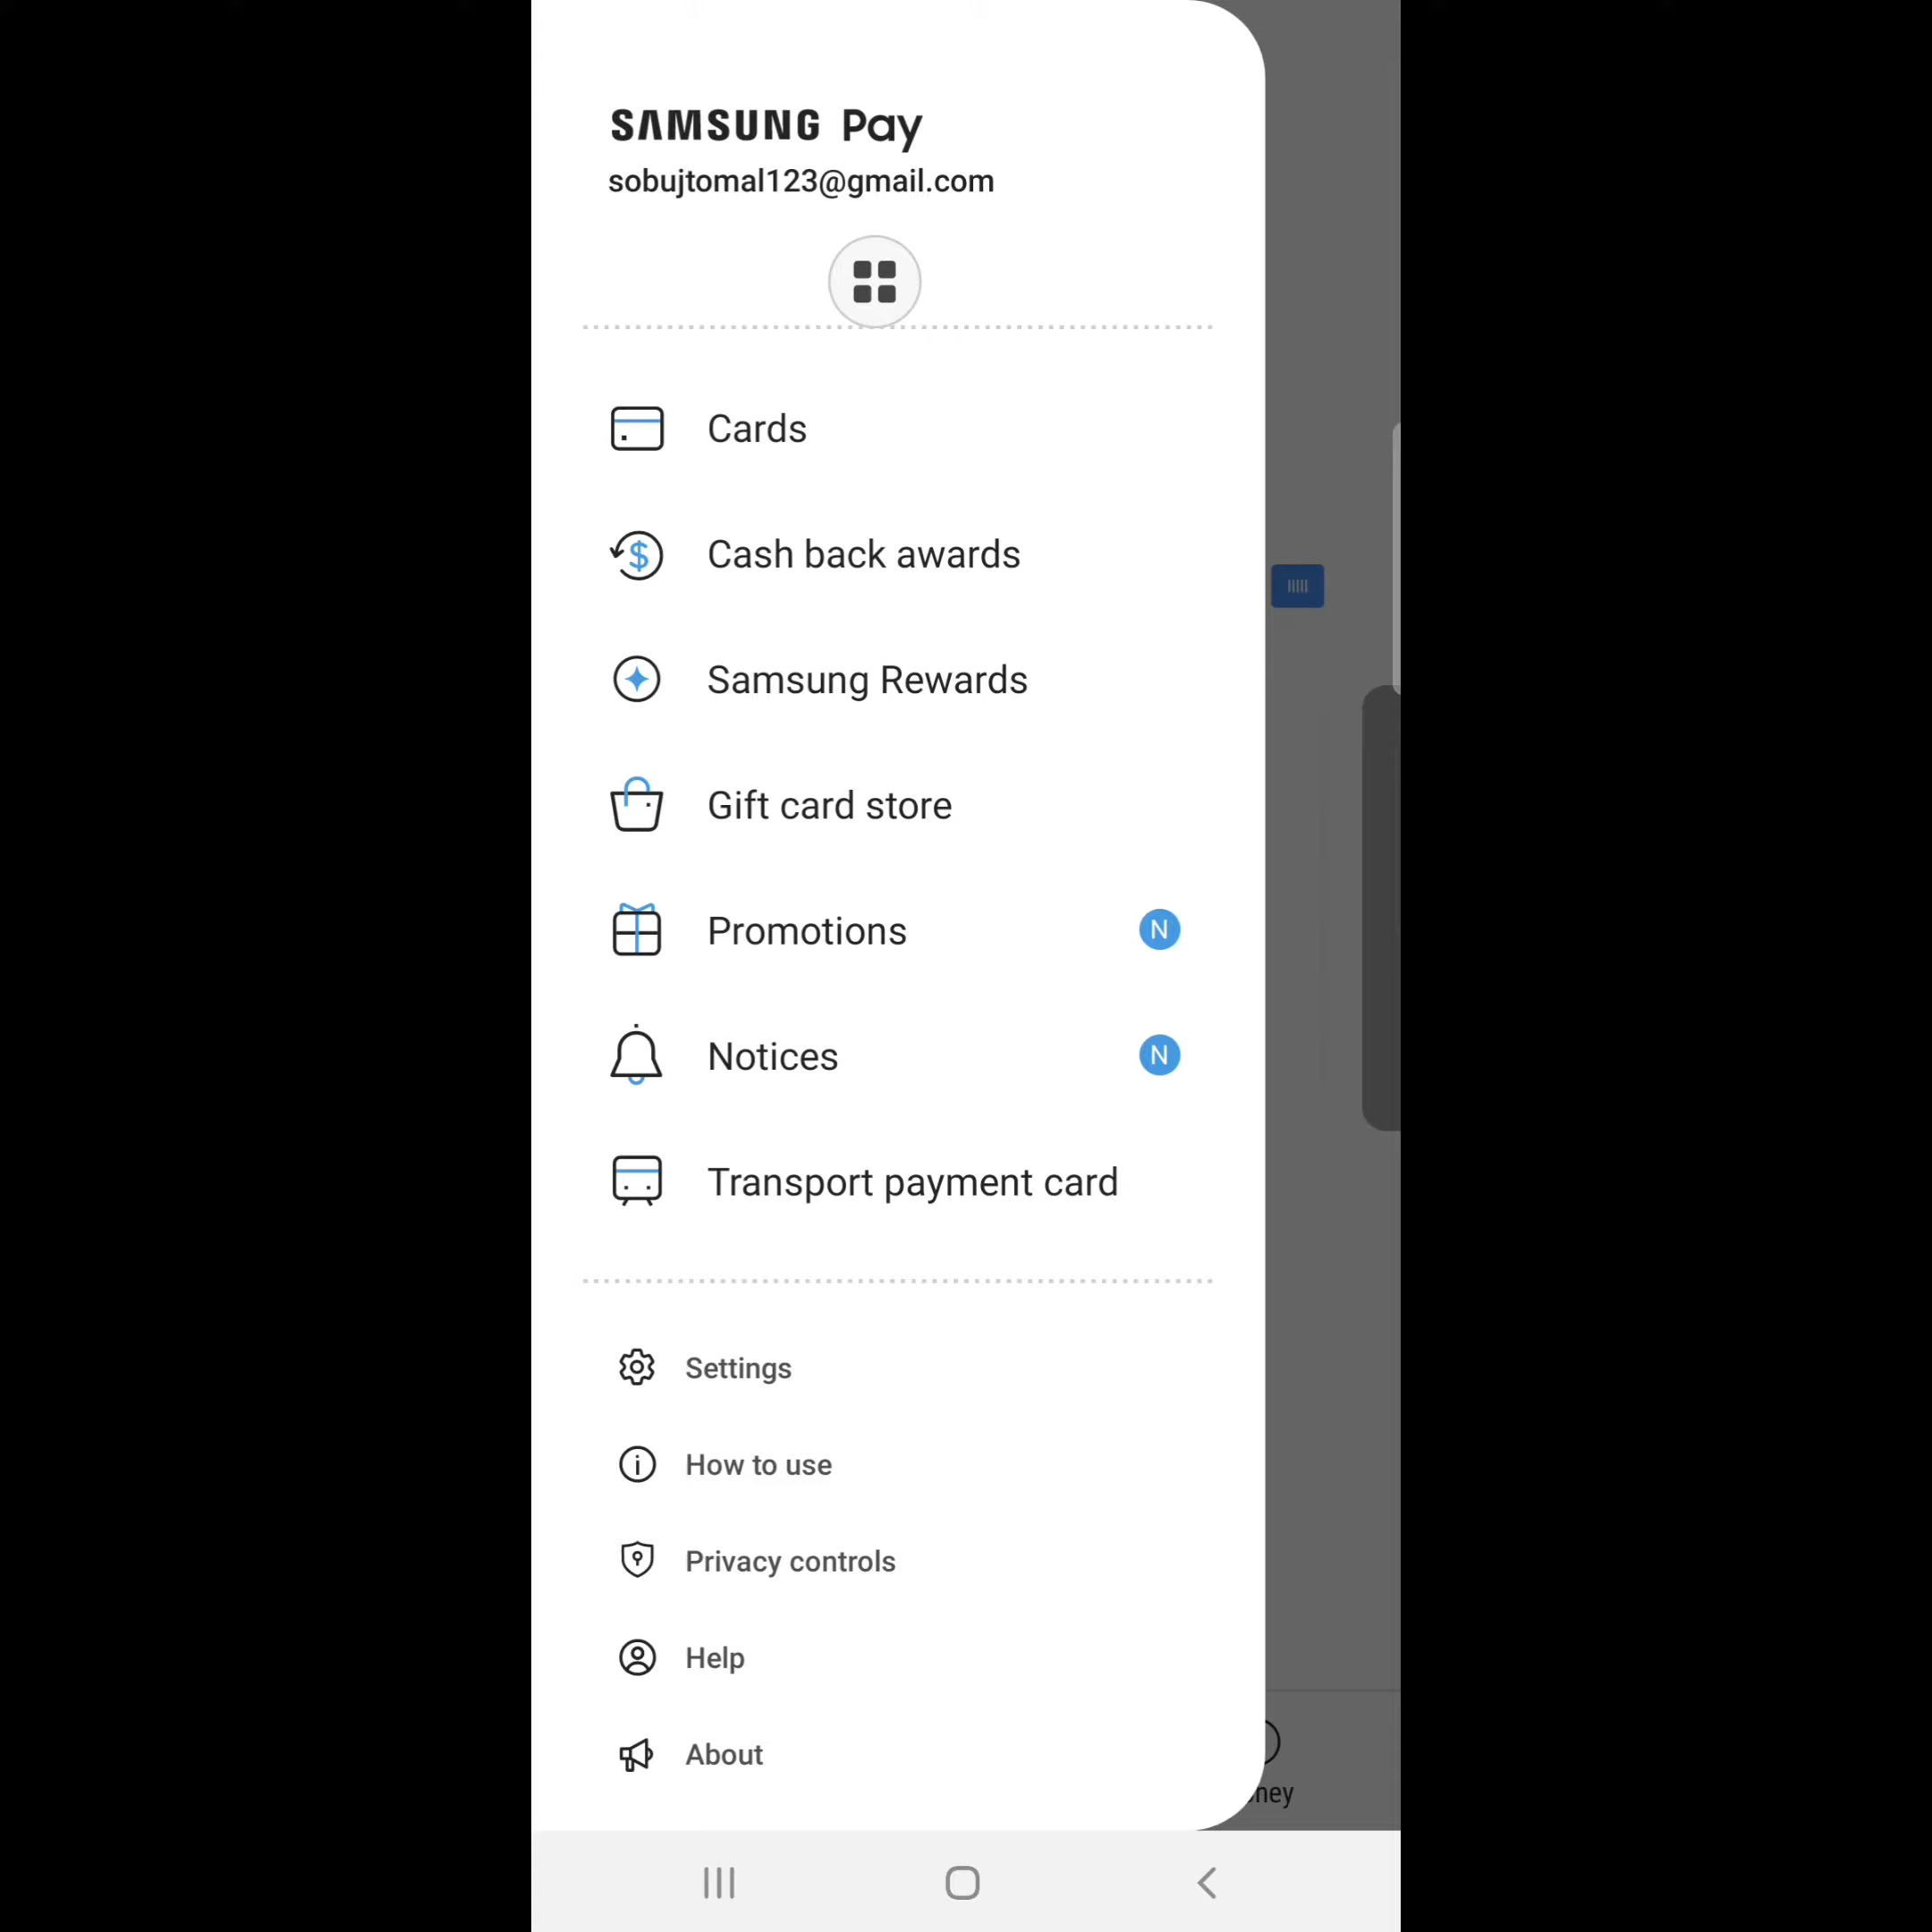 SAMSUNG Pay
sobujtomal123@gmail.com
Cards
Cash back awards
Samsung Rewards
Gift card store
Promotions N
Notices N
Transport payment card
Settings
How to use
Privacy controls
Help
About